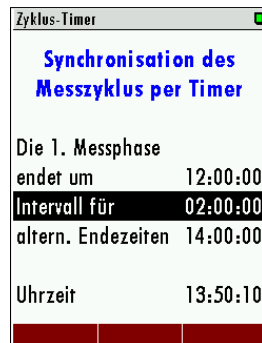 Zyklus-Timer
Synchronisation des
Messzyklus per Timer
Die 1. Messphase
endet um 12:00:00
Intervall für 02:00:00
altern. Endezeiten 14:00:00
Uhrzeit 13:50:10